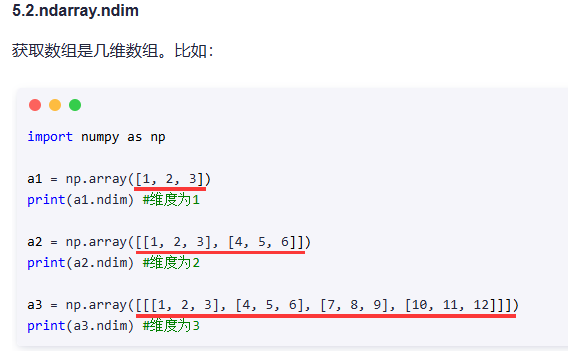 5.2.ndarray.ndim
获取数组是几维数组。比如：
import numpy as np
a1 = np.array([1, 2, 3])
print(a1.ndim) #维度为1
a2 = np.array([[1, 2, 3], [4, 5, 6]])
print(a2.ndim) #维度为2
a3 = np.array([[[1, 2, 3], [4, 5, 6], [7, 8, 9], [10, 11, 12]]])
print(a3.ndim) #维度为3